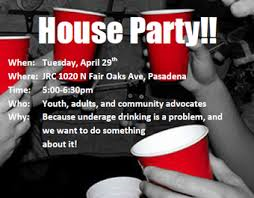 House Party!!
When: Tuesday, April 29th
Where: JRC 1020 N Fair Oaks Ave, Pasadena
Time: 5:00-6:30pm
Who: Youth, adults, and community advocates
Why: Because underage drinking is a problem, and
we want to do something
about it!